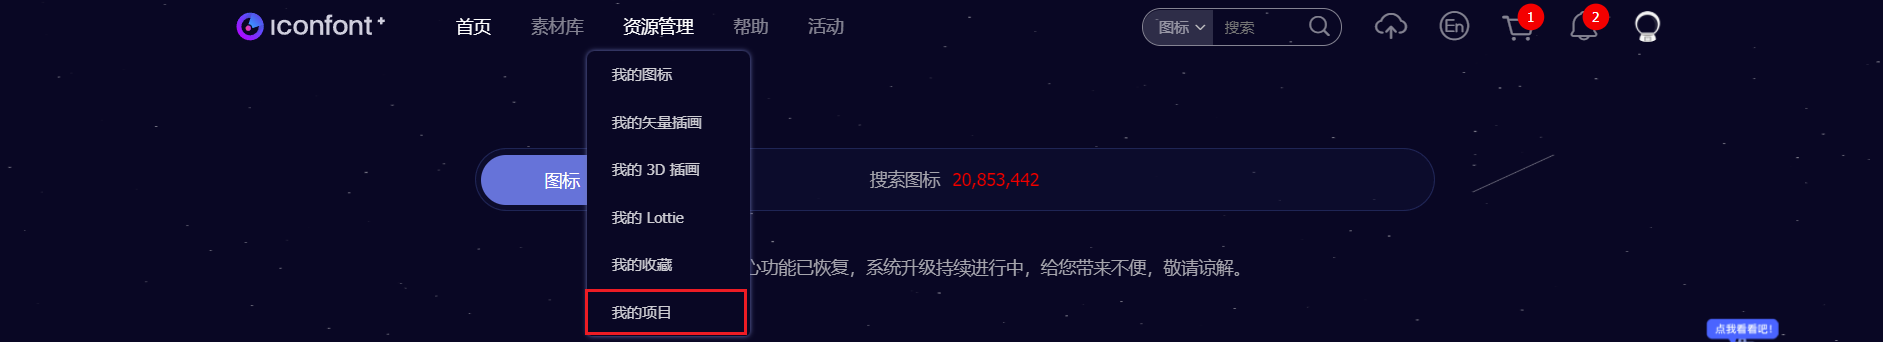 iconfont+ 首页 素材库 资源管理 帮助 活动 图标 搜索 En 1 2
我的图标
我的矢量插画
我的 3D 插画
图标 搜索图标 20,853,442
我的 Lottie
我的收藏
心功能已恢复，系统升级持续进行中，给您带来不便，敬请谅解。
我的项目
点我看看吧！